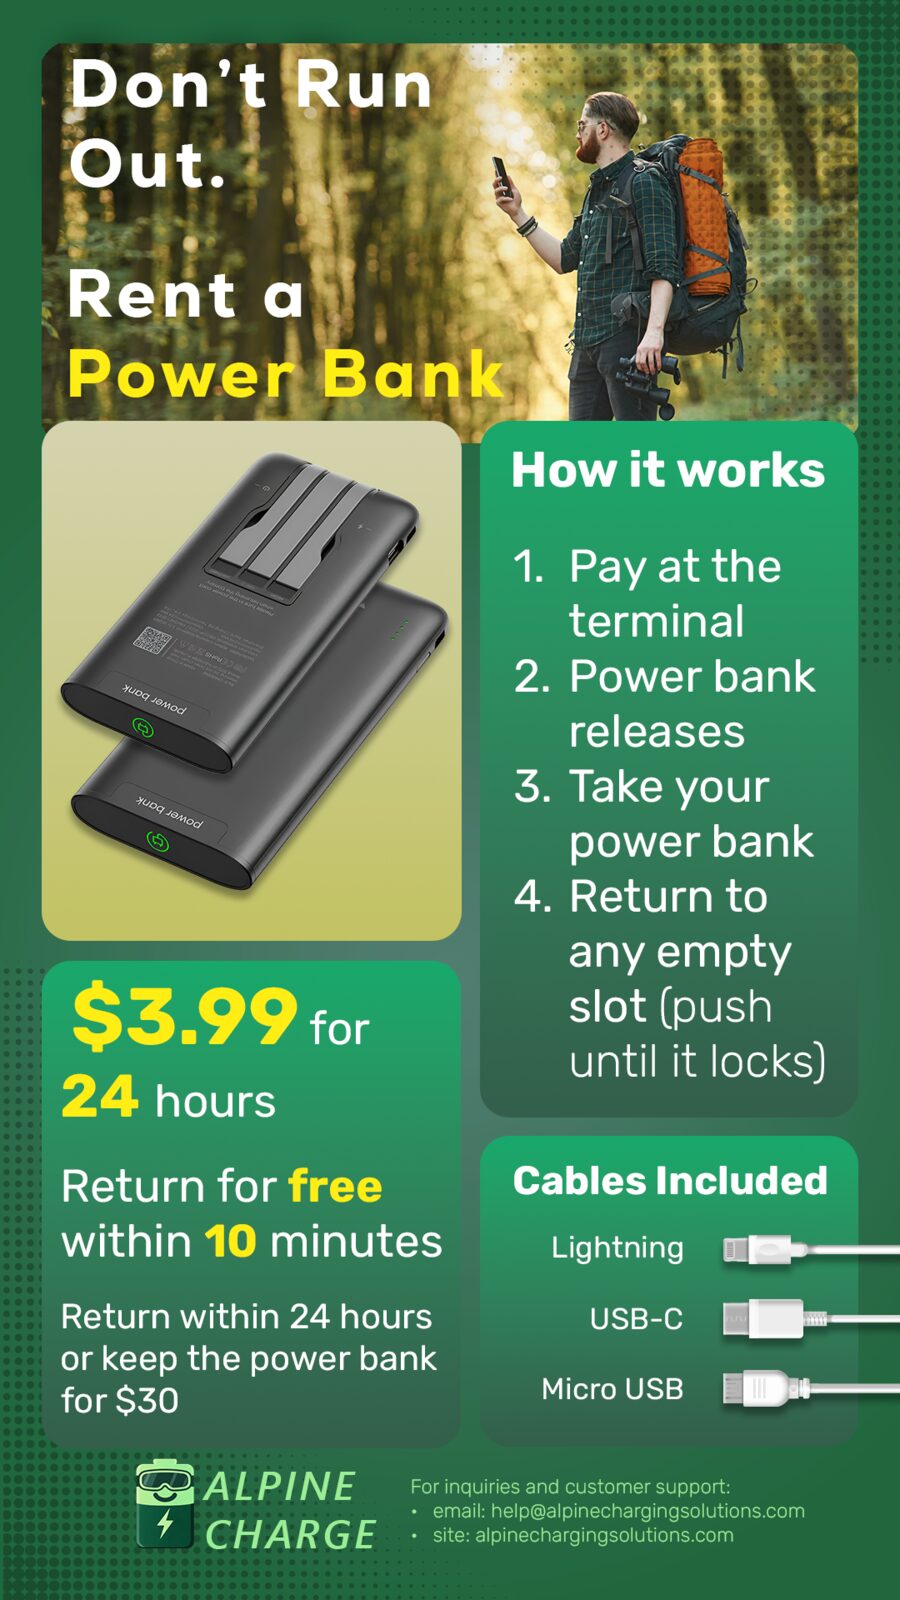 Don't Run
Out.
Rent a
Power Bank
power bank
power bank
How it works
1. Pay at the
terminal
2. Power bank
releases
3. Take your
power bank
4. Return to
any empty
slot (push
until it locks)
$3.99 for
24 hours
Return for free
within 10 minutes
Return within 24 hours
or keep the power bank
for $30
Cables Included
Lightning
USB-C
Micro USB
ALPINE
CHARGE
For inquiries and customer support:
• email: help@alpinechargingsolutions.com
• site: alpinechargingsolutions.com